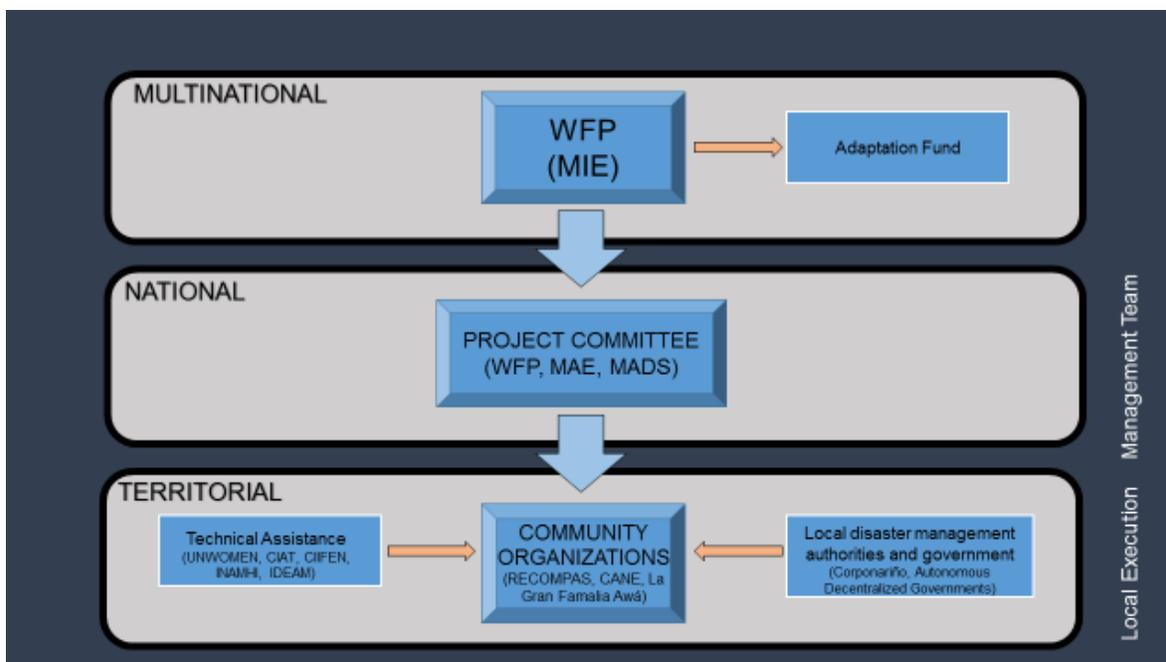 MULTINATIONAL
WFP
(MIE)
Adaptation Fund
NATIONAL
PROJECT COMMITTEE
(WFP, MAE, MADS)
Management Team
TERRITORIAL
Technical Assistance
(UNWOMEN, CIAT, CIIFEN,
INAMHI, IDEAM)
COMMUNITY
ORGANIZATIONS
(RECOMPAS, CANE, La
Gran Famalia Awá)
Local disaster management
authorities and government
(Corponariño, Autonomous
Decentralized Governments)
Local Execution